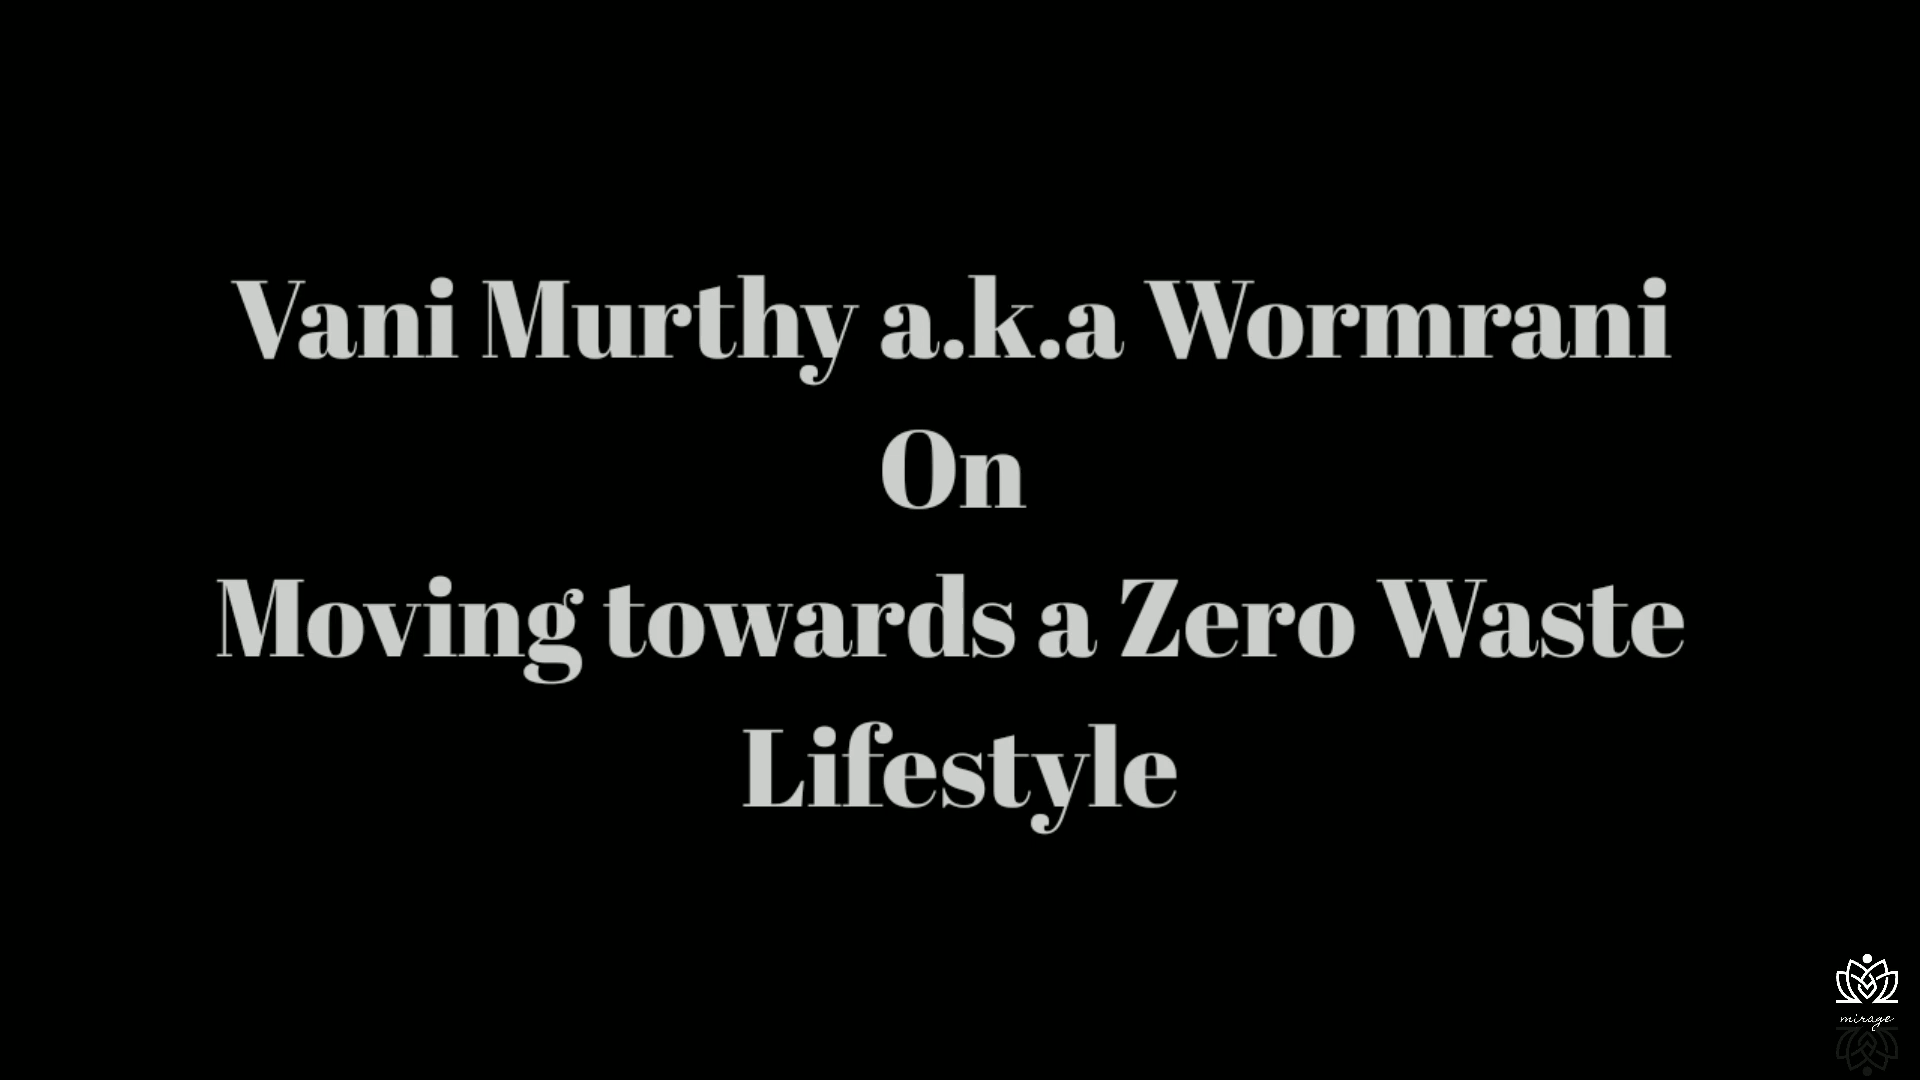 Vani Murthy a.k.a Wormrani
On
Moving towards a Zero Waste
Lifestyle
mirage